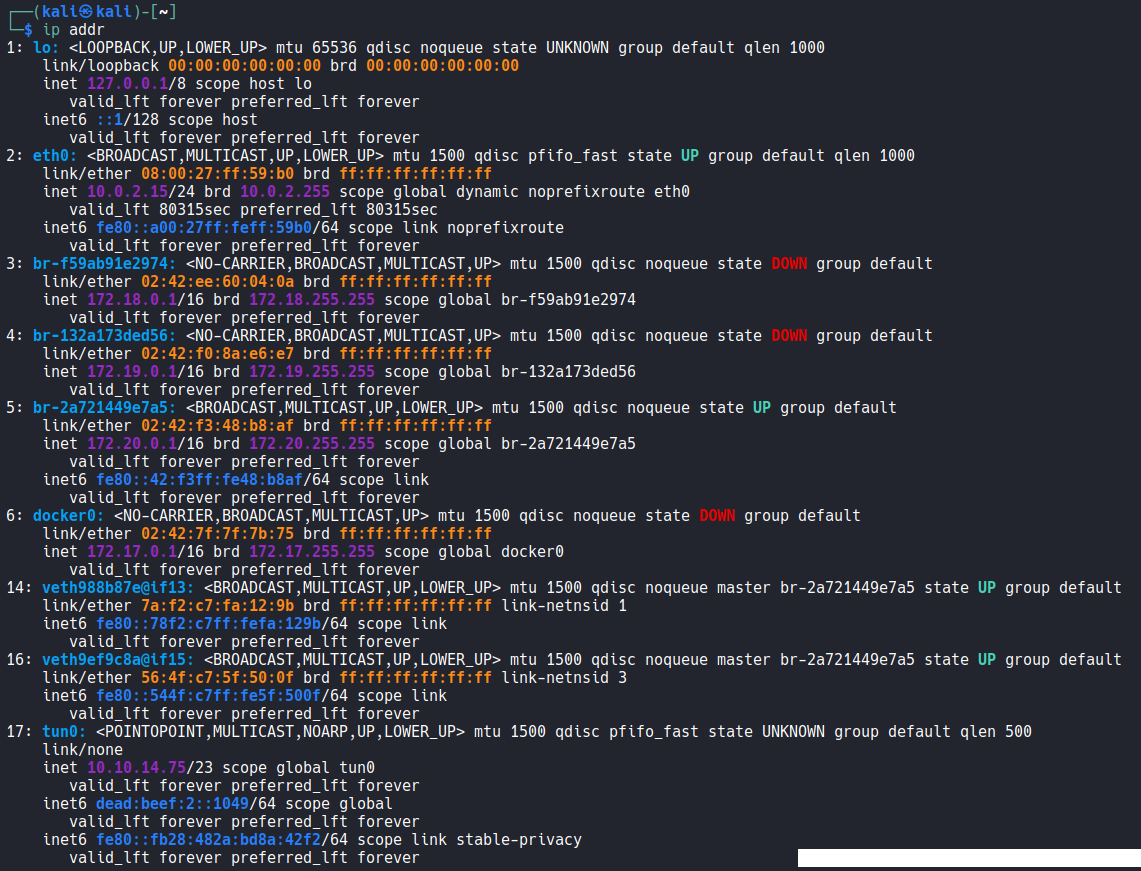 ┌──(kali㉿kali)-[~]
└─$ ip addr
1: lo: <LOOPBACK,UP,LOWER_UP> mtu 65536 qdisc noqueue state UNKNOWN group default qlen 1000
link/loopback 00:00:00:00:00:00 brd 00:00:00:00:00:00
inet 127.0.0.1/8 scope host lo
valid_lft forever preferred_lft forever
inet6 ::1/128 scope host
valid_lft forever preferred_lft forever
2: eth0: <BROADCAST,MULTICAST,UP,LOWER_UP> mtu 1500 qdisc pfifo_fast state UP group default qlen 1000
link/ether 08:00:27:ff:59:b0 brd ff:ff:ff:ff:ff:ff
inet 10.0.2.15/24 brd 10.0.2.255 scope global dynamic noprefixroute eth0
valid_lft 80315sec preferred_lft 80315sec
inet6 fe80::a00:27ff:feff:59b0/64 scope link noprefixroute
valid_lft forever preferred_lft forever
3: br-f59ab91e2974: <NO-CARRIER,BROADCAST,MULTICAST,UP> mtu 1500 qdisc noqueue state DOWN group default
link/ether 02:42:ee:60:04:0a brd ff:ff:ff:ff:ff:ff
inet 172.18.0.1/16 brd 172.18.255.255 scope global br-f59ab91e2974
valid_lft forever preferred_lft forever
4: br-132a173ded56: <NO-CARRIER,BROADCAST,MULTICAST,UP> mtu 1500 qdisc noqueue state DOWN group default
link/ether 02:42:f0:8a:e6:e7 brd ff:ff:ff:ff:ff:ff
inet 172.19.0.1/16 brd 172.19.255.255 scope global br-132a173ded56
valid_lft forever preferred_lft forever
5: br-2a721449e7a5: <BROADCAST,MULTICAST,UP,LOWER_UP> mtu 1500 qdisc noqueue state UP group default
link/ether 02:42:f3:48:b8:af brd ff:ff:ff:ff:ff:ff
inet 172.20.0.1/16 brd 172.20.255.255 scope global br-2a721449e7a5
valid_lft forever preferred_lft forever
inet6 fe80::42:f3ff:fe48:b8af/64 scope link
valid_lft forever preferred_lft forever
6: docker0: <NO-CARRIER,BROADCAST,MULTICAST,UP> mtu 1500 qdisc noqueue state DOWN group default
link/ether 02:42:7f:7f:7b:75 brd ff:ff:ff:ff:ff:ff
inet 172.17.0.1/16 brd 172.17.255.255 scope global docker0
valid_lft forever preferred_lft forever
14: veth988b87e@if13: <BROADCAST,MULTICAST,UP,LOWER_UP> mtu 1500 qdisc noqueue master br-2a721449e7a5 state UP group default
link/ether 7a:f2:c7:fa:12:9b brd ff:ff:ff:ff:ff:ff link-netnsid 1
inet6 fe80::78f2:c7ff:fefa:129b/64 scope link
valid_lft forever preferred_lft forever
16: veth9ef9c8a@if15: <BROADCAST,MULTICAST,UP,LOWER_UP> mtu 1500 qdisc noqueue master br-2a721449e7a5 state UP group default
link/ether 56:4f:c7:5f:50:0f brd ff:ff:ff:ff:ff:ff link-netnsid 3
inet6 fe80::544f:c7ff:fe5f:500f/64 scope link
valid_lft forever preferred_lft forever
17: tun0: <POINTOPOINT,MULTICAST,NOARP,UP,LOWER_UP> mtu 1500 qdisc pfifo_fast state UNKNOWN group default qlen 500
link/none
inet 10.10.14.75/23 scope global tun0
valid_lft forever preferred_lft forever
inet6 dead:beef:2::1049/64 scope global
valid_lft forever preferred_lft forever
inet6 fe80::fb28:482a:bd8a:42f2/64 scope link stable-privacy
valid_lft forever preferred_lft forever